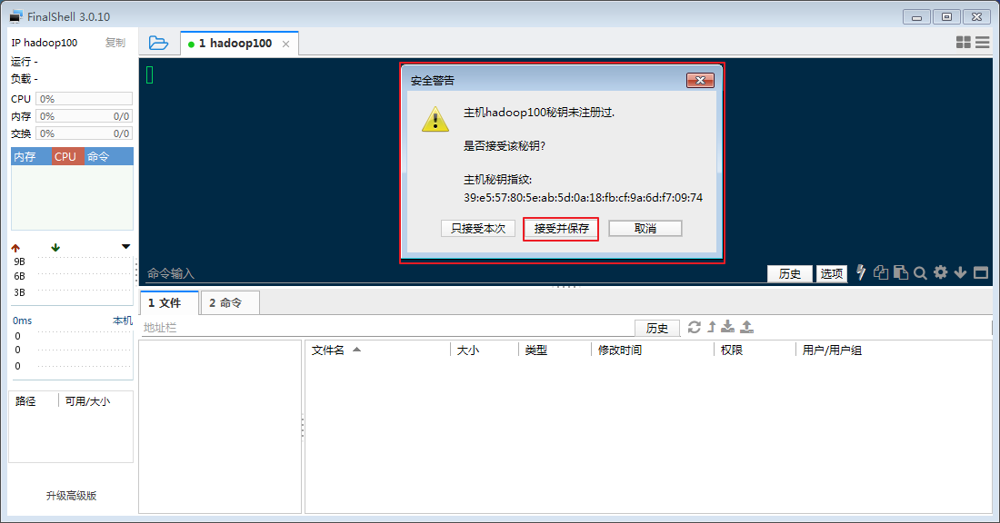 FinalShell 3.0.10
IP hadoop100 复制
运行 -
负载 -
CPU 0%
内存 0% 0/0
交换 0% 0/0
内存 CPU 命令
9B
6B
3B
0ms 本机
0
0
0
路径 可用/大小
升级高级版
1 hadoop100
安全警告
主机hadoop100秘钥未注册过.
是否接受该秘钥?
主机秘钥指纹:
39:e5:57:80:5e:ab:5d:0a:18:fb:cf:9a:6d:f7:09:74
只接受本次 接受并保存 取消
命令输入 历史 选项
1 文件 2 命令
地址栏 历史
文件名 大小 类型 修改时间 权限 用户/用户组